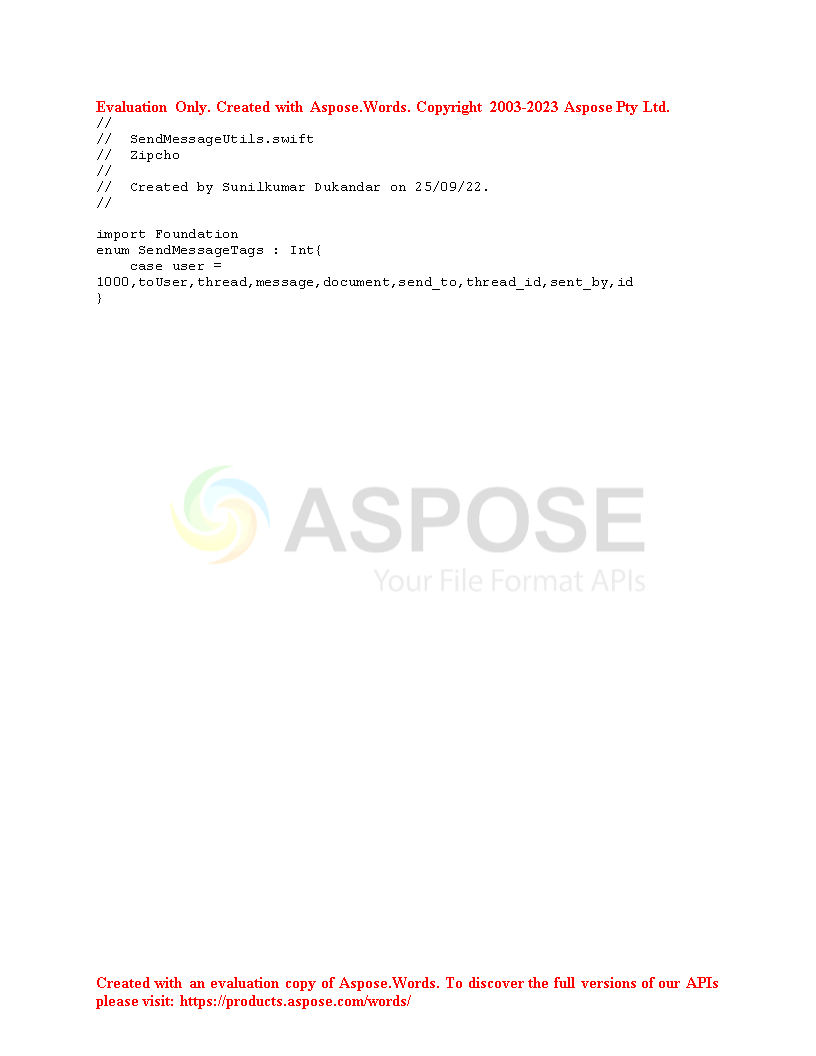 Evaluation Only. Created with Aspose.Words. Copyright 2003-2023 Aspose Pty Ltd.
//
//  SendMessageUtils.swift
//  Zipcho
//
//  Created by Sunilkumar Dukandar on 25/09/22.
//

import Foundation
enum SendMessageTags : Int{
    case user =
1000,toUser,thread,message,document,send_to,thread_id,sent_by,id
}
ASPOSE
Your File Format APIs
Created with an evaluation copy of Aspose.Words. To discover the full versions of our APIs
please visit: https://products.aspose.com/words/